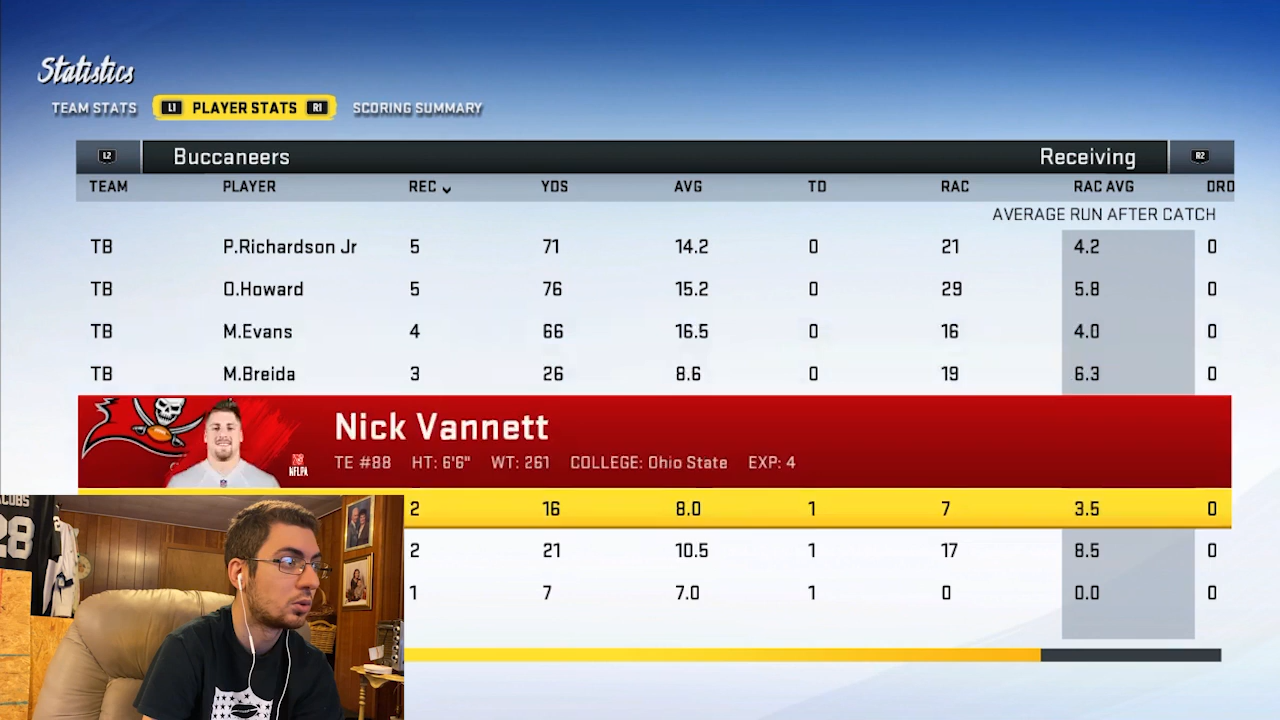 Statistics
TEAM STATS L1 PLAYER STATS R1 SCORING SUMMARY
L2 Buccaneers Receiving R2
TEAM PLAYER REC YDS AVG TD RAC RAC AVG DRO
AVERAGE RUN AFTER CATCH
TB P.Richardson Jr 5 71 14.2 0 21 4.2 0
TB O.Howard 5 76 15.2 0 29 5.8 0
TB M.Evans 4 66 16.5 0 16 4.0 0
TB M.Breida 3 26 8.6 0 19 6.3 0
Nick Vannett
NFLPA TE #88 HT: 6'6" WT: 261 COLLEGE: Ohio State EXP: 4
2 16 8.0 1 7 3.5 0
2 21 10.5 1 17 8.5 0
1 7 7.0 1 0 0.0 0
COBS
28